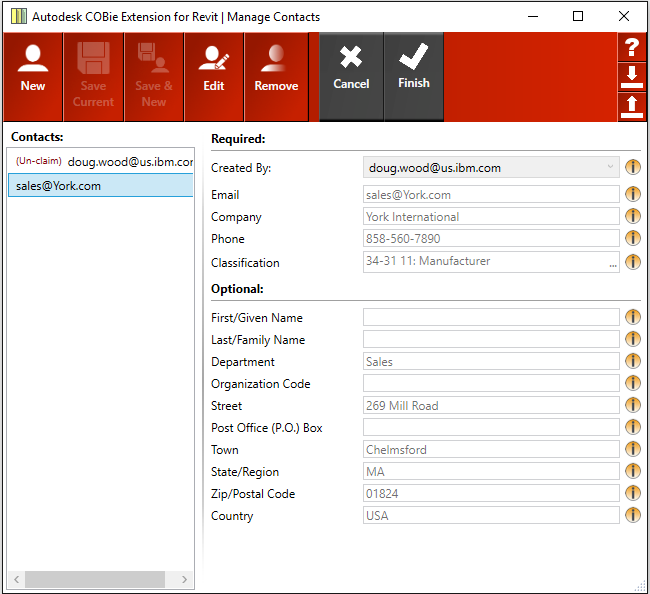 Autodesk COBie Extension for Revit | Manage Contacts
New
Save Current
Save & New
Edit
Remove
Cancel
Finish
?
Contacts:
(Un-claim) doug.wood@us.ibm.cor
sales@York.com
Required:
Created By: doug.wood@us.ibm.com
Email sales@York.com
Company York International
Phone 858-560-7890
Classification 34-31 11: Manufacturer ...
Optional:
First/Given Name
Last/Family Name
Department Sales
Organization Code
Street 269 Mill Road
Post Office (P.O.) Box
Town Chelmsford
State/Region MA
Zip/Postal Code 01824
Country USA